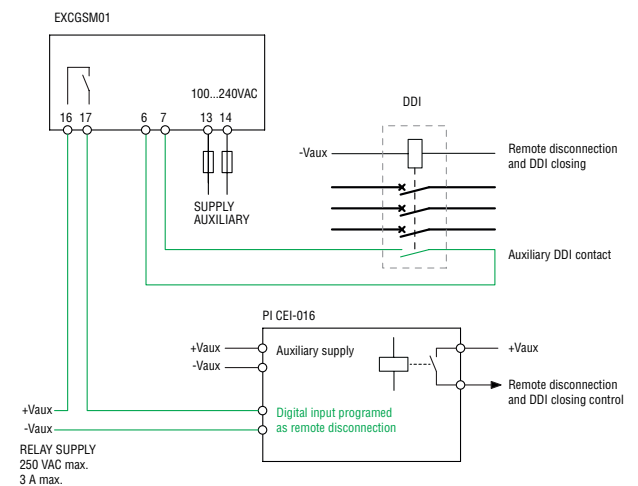 EXCGSM01
100...240VAC
16 17 6 7 13 14
SUPPLY
AUXILIARY
DDI
-Vaux
Remote disconnection
and DDI closing
Auxiliary DDI contact
PI CEI-016
+Vaux
-Vaux
Auxiliary supply
+Vaux
Remote disconnection
and DDI closing control
Digital input programed
as remote disconnection
+Vaux
-Vaux
RELAY SUPPLY
250 VAC max.
3 A max.